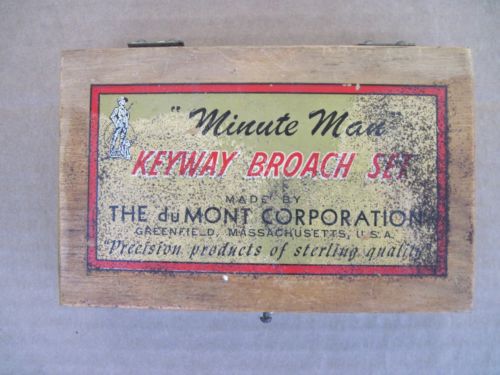 "Minute Man"
KEYWAY BROACH SET
MADE BY
THE duMONT CORPORATION
GREENFIELD, MASSACHUSETTS, U.S.A.
"Precision products of sterling quality"